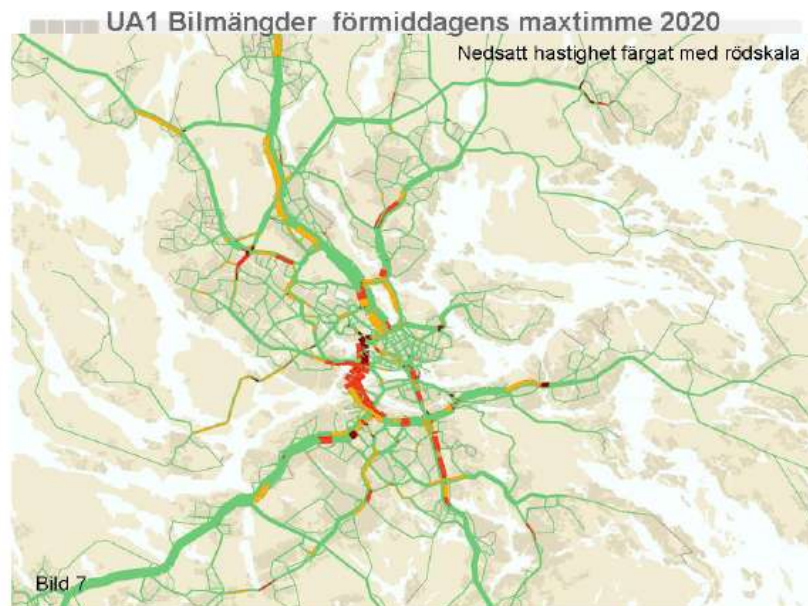 UA1 Bilmängder förmiddagens maxtimme 2020
Nedsatt hastighet färgat med rödskala
Bild 7